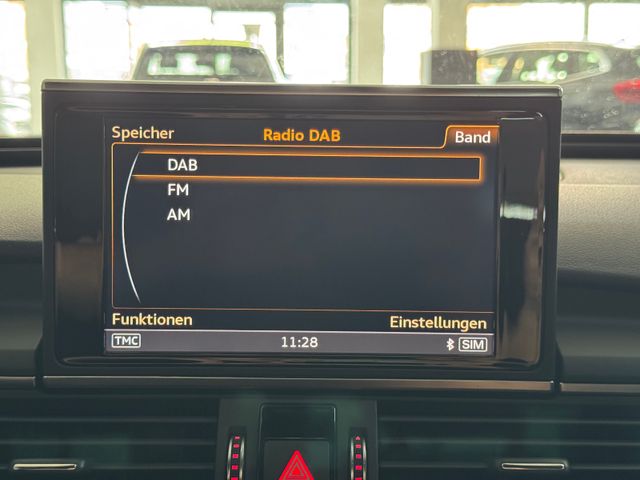 Speicher Radio DAB Band
DAB
FM
AM
Funktionen Einstellungen
TMC 11:28 SIM